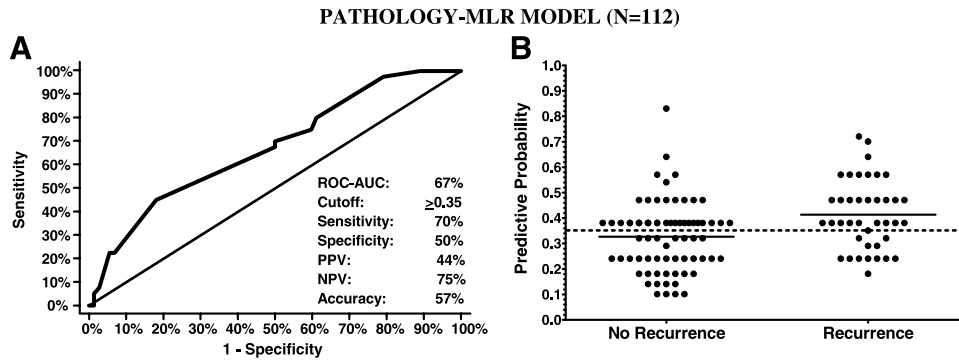 PATHOLOGY-MLR MODEL (N=112)
A
100%
90%
80%
70%
60%
50%
40%
30%
20%
10%
0%
Sensitivity
ROC-AUC: 67%
Cutoff: ≥0.35
Sensitivity: 70%
Specificity: 50%
PPV: 44%
NPV: 75%
Accuracy: 57%
0% 10% 20% 30% 40% 50% 60% 70% 80% 90% 100%
1 - Specificity
B
1.0
0.9
0.8
0.7
0.6
0.5
0.4
0.3
0.2
0.1
0.0
Predictive Probability
No Recurrence Recurrence